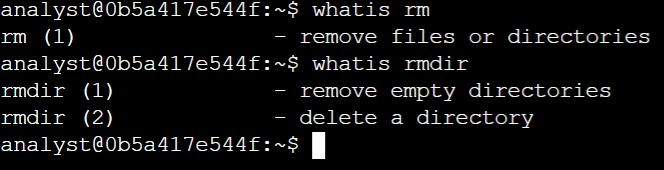 analyst@0b5a417e544f:~$ whatis rm
rm (1)               - remove files or directories
analyst@0b5a417e544f:~$ whatis rmdir
rmdir (1)            - remove empty directories
rmdir (2)            - delete a directory
analyst@0b5a417e544f:~$